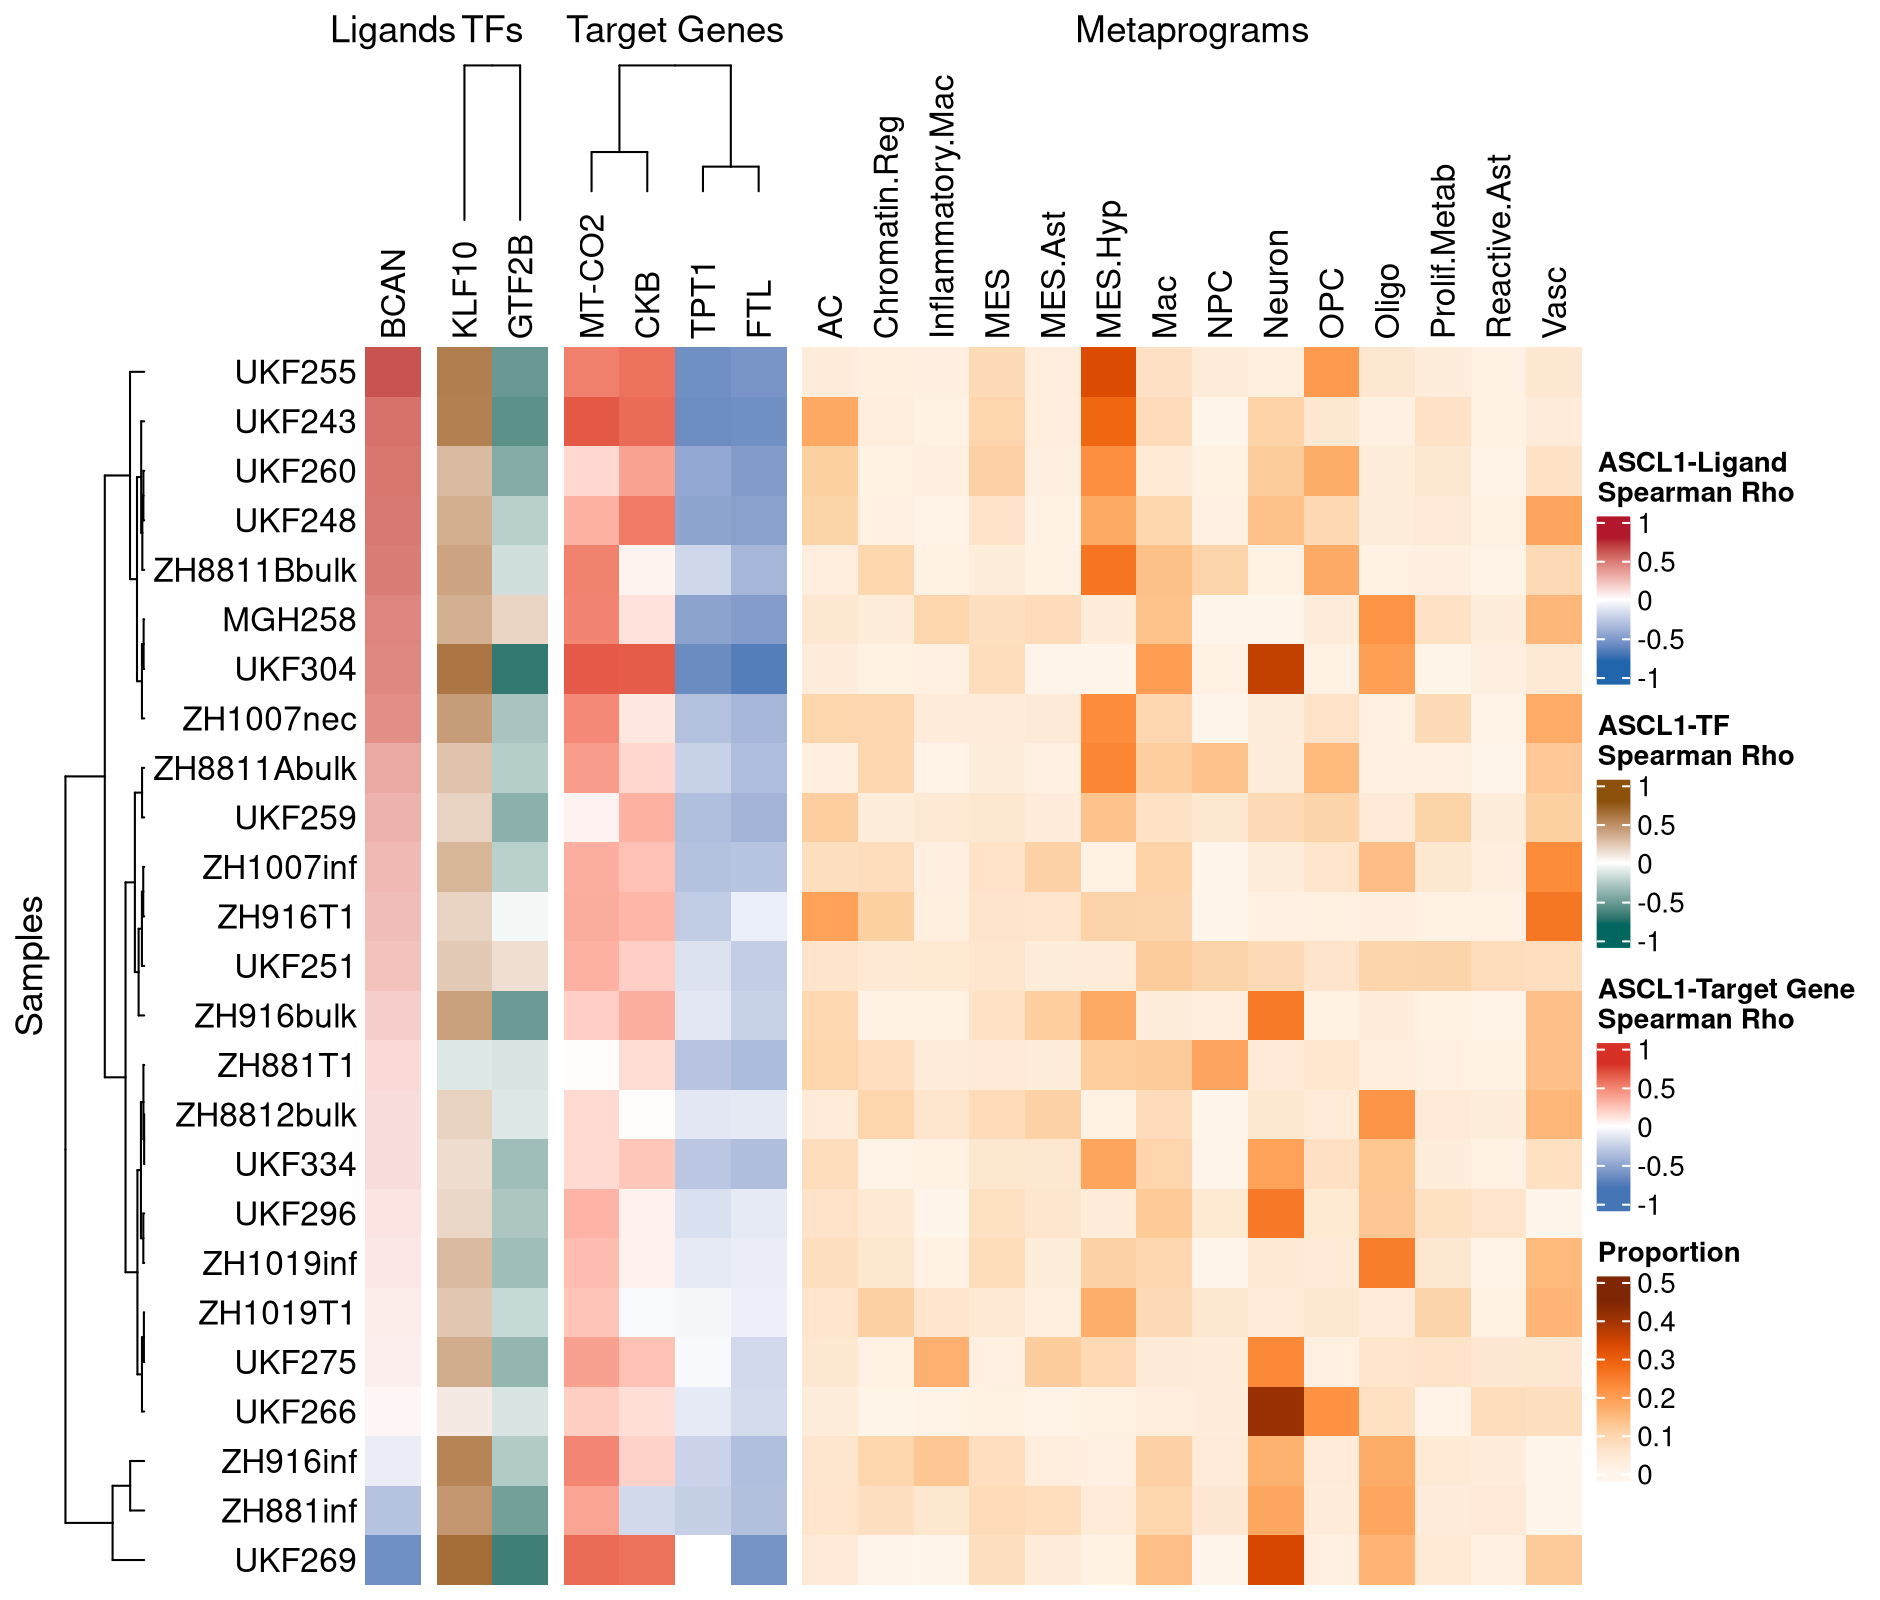 Ligands TFs Target Genes Metaprograms
BCAN KLF10 GTF2B MT-CO2 CKB TPT1 FTL AC Chromatin.Reg Inflammatory.Mac MES MES.Ast MES.Hyp Mac NPC Neuron OPC Oligo Prolif.Metab Reactive.Ast Vasc
Samples
UKF255
UKF243
UKF260
UKF248
ZH8811Bbulk
MGH258
UKF304
ZH1007nec
ZH8811Abulk
UKF259
ZH1007inf
ZH916T1
UKF251
ZH916bulk
ZH881T1
ZH8812bulk
UKF334
UKF296
ZH1019inf
ZH1019T1
UKF275
UKF266
ZH916inf
ZH881inf
UKF269
ASCL1-Ligand
Spearman Rho
1
0.5
0
-0.5
-1
ASCL1-TF
Spearman Rho
1
0.5
0
-0.5
-1
ASCL1-Target Gene
Spearman Rho
1
0.5
0
-0.5
-1
Proportion
0.5
0.4
0.3
0.2
0.1
0